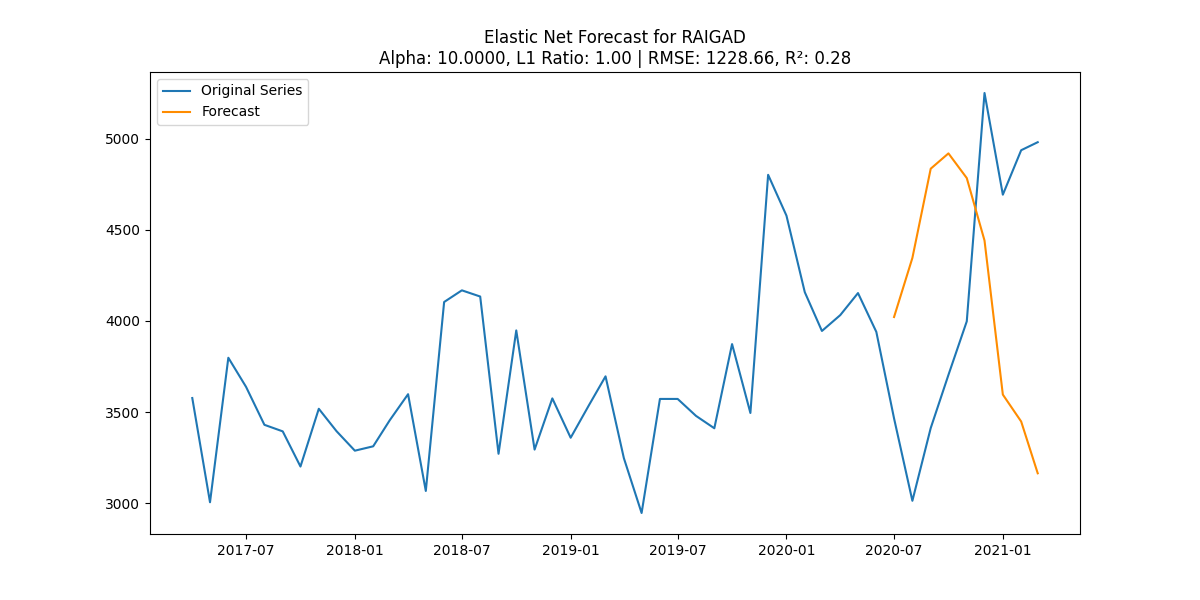 Elastic Net Forecast for RAIGAD
Alpha: 10.0000, L1 Ratio: 1.00 | RMSE: 1228.66, R²: 0.28
Original Series
Forecast
5000
4500
4000
3500
3000
2017-07 2018-01 2018-07 2019-01 2019-07 2020-01 2020-07 2021-01